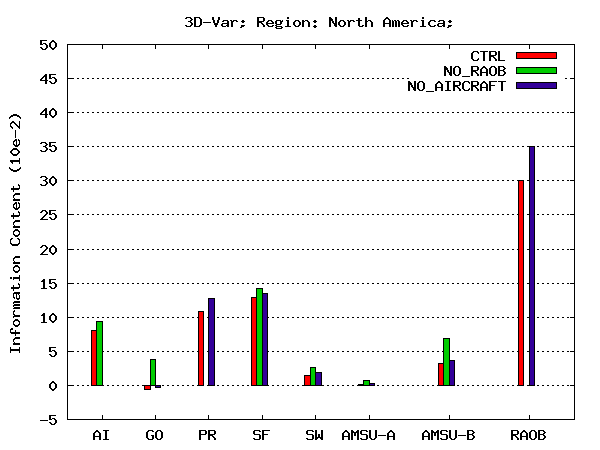 3D-Var; Region: North America;
CTRL
NO_RAOB
NO_AIRCRAFT
Information Content (10e-2)
50
45
40
35
30
25
20
15
10
5
0
-5
AI GO PR SF SW AMSU-A AMSU-B RAOB